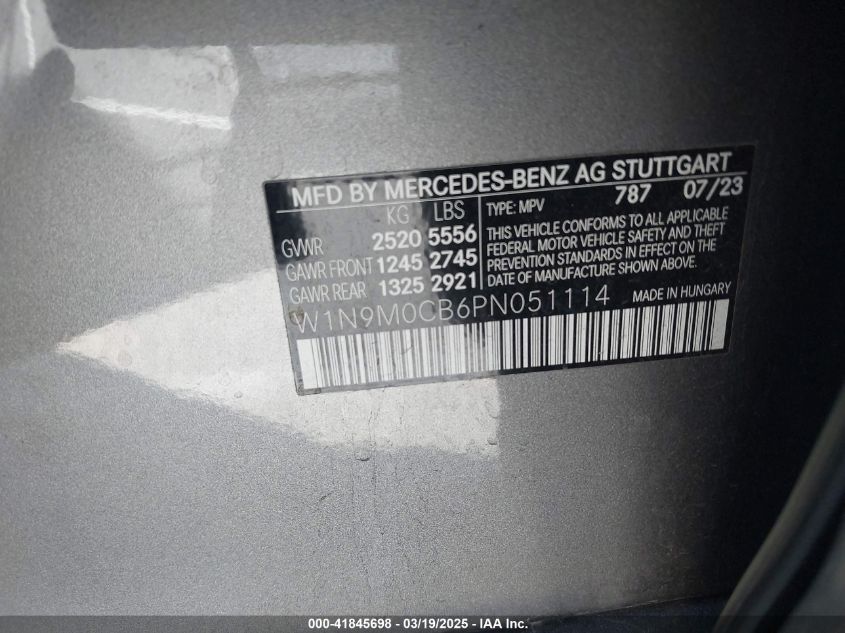 MFD BY MERCEDES-BENZ AG STUTTGART
KG LBS
GVWR 2520 5556
GAWR FRONT 1245 2745
GAWR REAR 1325 2921
787 07/23
TYPE: MPV
THIS VEHICLE CONFORMS TO ALL APPLICABLE
FEDERAL MOTOR VEHICLE SAFETY AND THEFT
PREVENTION STANDARDS IN EFFECT ON THE
DATE OF MANUFACTURE SHOWN ABOVE.
W1N9M0CB6PN051114 MADE IN HUNGARY
000-41845698 - 03/19/2025 - IAA Inc.